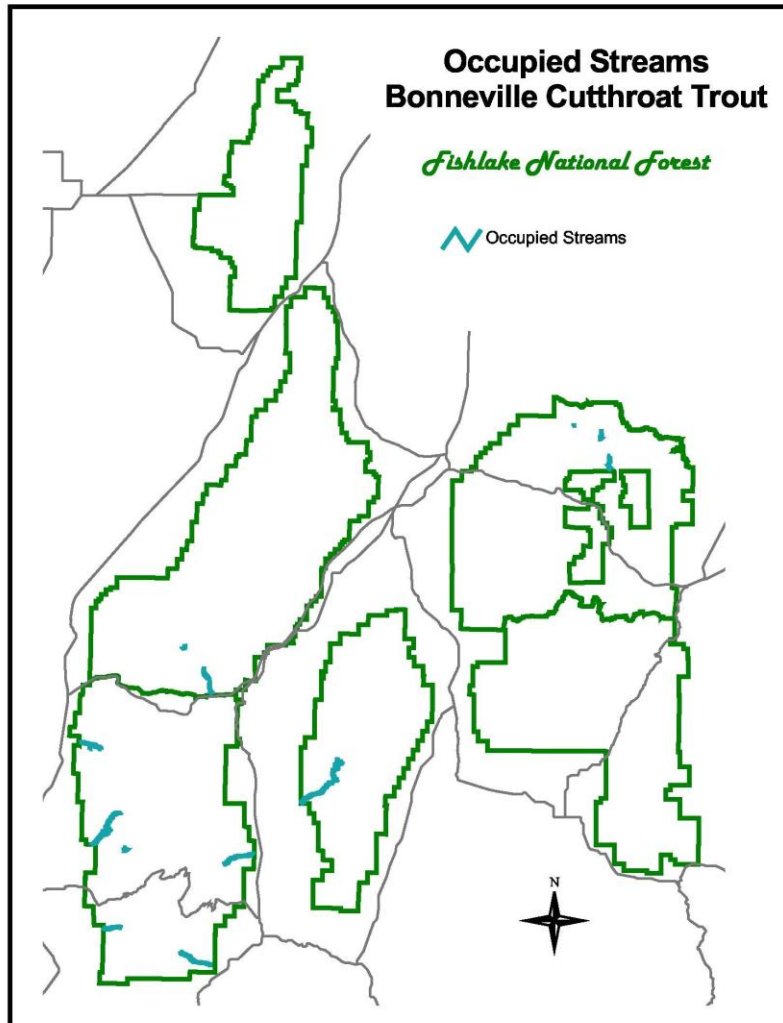 Occupied Streams
Bonneville Cutthroat Trout
Fishlake National Forest
Occupied Streams
N